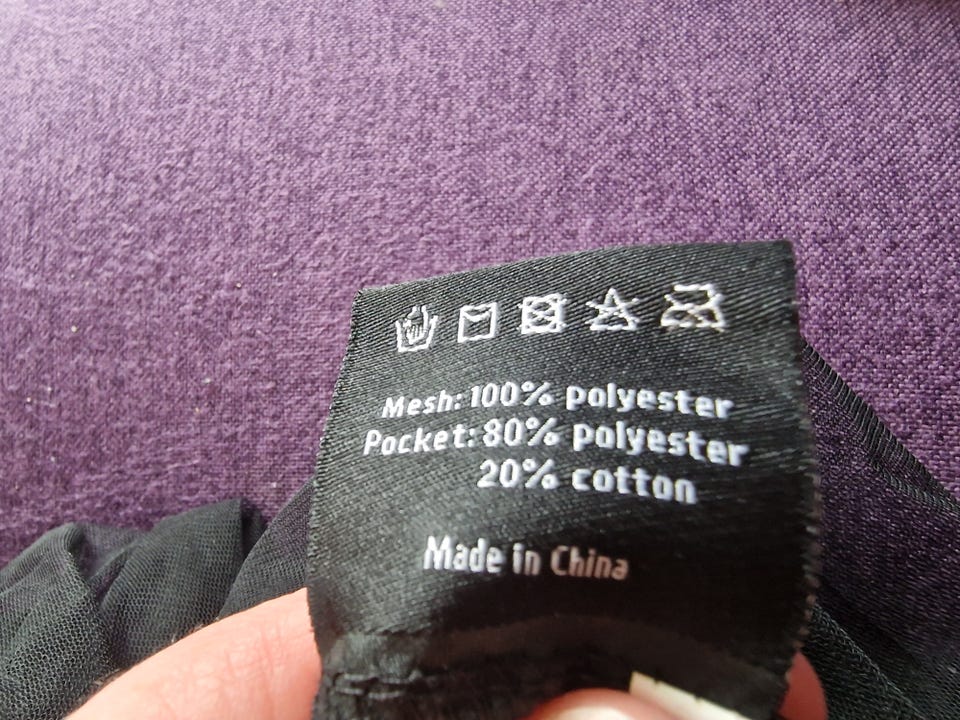 Mesh: 100% polyester
Pocket: 80% polyester
20% cotton
Made in China